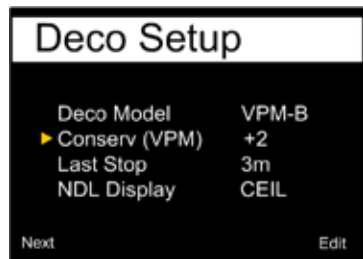 Deco Setup
Deco Model VPM-B
Conserv (VPM) +2
Last Stop 3m
NDL Display CEIL
Next Edit